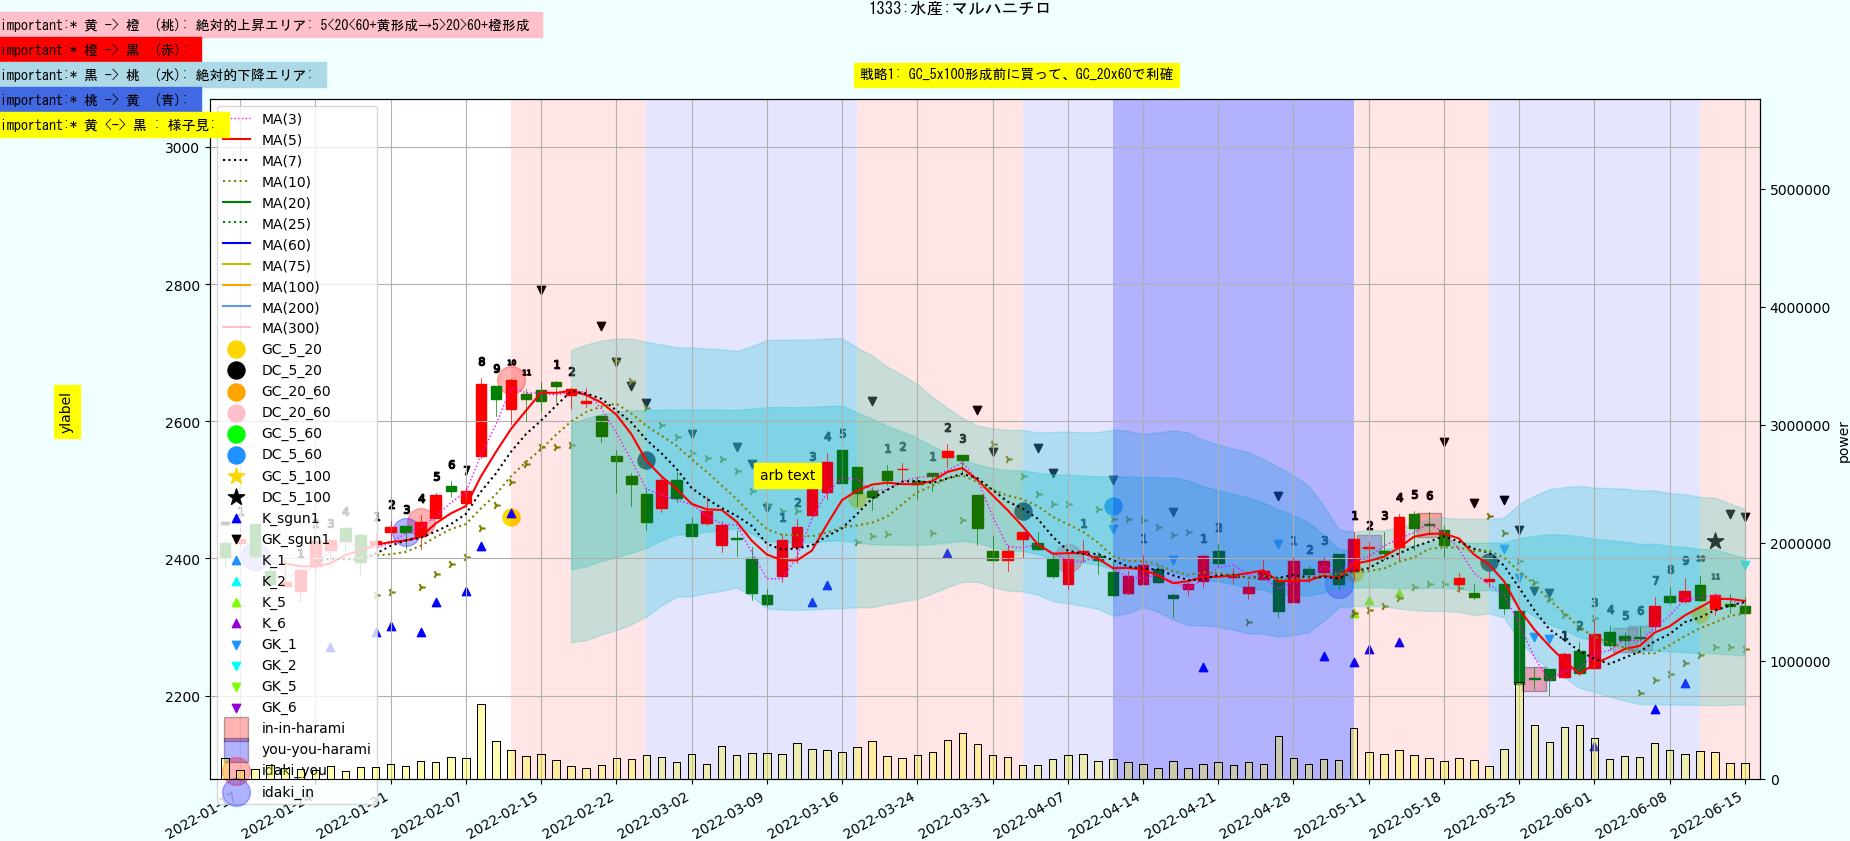 1333:水産:マルハニチロ
important:* 黄 -> 橙 (桃): 絶対的上昇エリア: 5<20<60+黄形成→5>20>60+橙形成
important:* 橙 -> 黒 (赤):
important:* 黒 -> 桃 (水): 絶対的下降エリア:
戦略1: GC_5x100形成前に買って、GC_20x60で利確
important:* 桃 -> 黄 (青):
important:* 黄 <-> 黒 : 様子見:
MA(3)
MA(5)
MA(7)
MA(10)
MA(20)
MA(25)
MA(60)
MA(75)
MA(100)
MA(200)
MA(300)
GC_5_20
DC_5_20
GC_20_60
DC_20_60
GC_5_60
DC_5_60
GC_5_100
DC_5_100
K_sgun1
GK_sgun1
K_1
K_2
K_5
K_6
GK_1
GK_2
GK_5
GK_6
in-in-harami
you-you-harami
idaki_you
idaki_in
3000
2800
2600
2400
2200
ylabel
arb text
5000000
4000000
3000000
2000000
1000000
0
power
2022-01-17
2022-01-24
2022-01-31
2022-02-07
2022-02-15
2022-02-22
2022-03-02
2022-03-09
2022-03-16
2022-03-24
2022-03-31
2022-04-07
2022-04-14
2022-04-21
2022-04-28
2022-05-11
2022-05-18
2022-05-25
2022-06-01
2022-06-08
2022-06-15